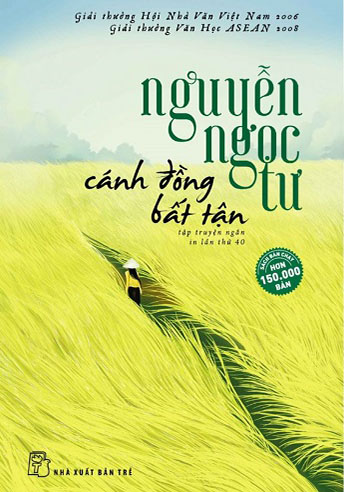 Giải thưởng Hội Nhà Văn Việt Nam 2006
Giải thưởng Văn Học ASEAN 2008
nguyễn
ngọc
tư
cánh đồng
bất tận
tập truyện ngắn
in lần thứ 40
SÁCH BÁN CHẠY
HƠN
150.000
BẢN
NHÀ XUẤT BẢN TRẺ